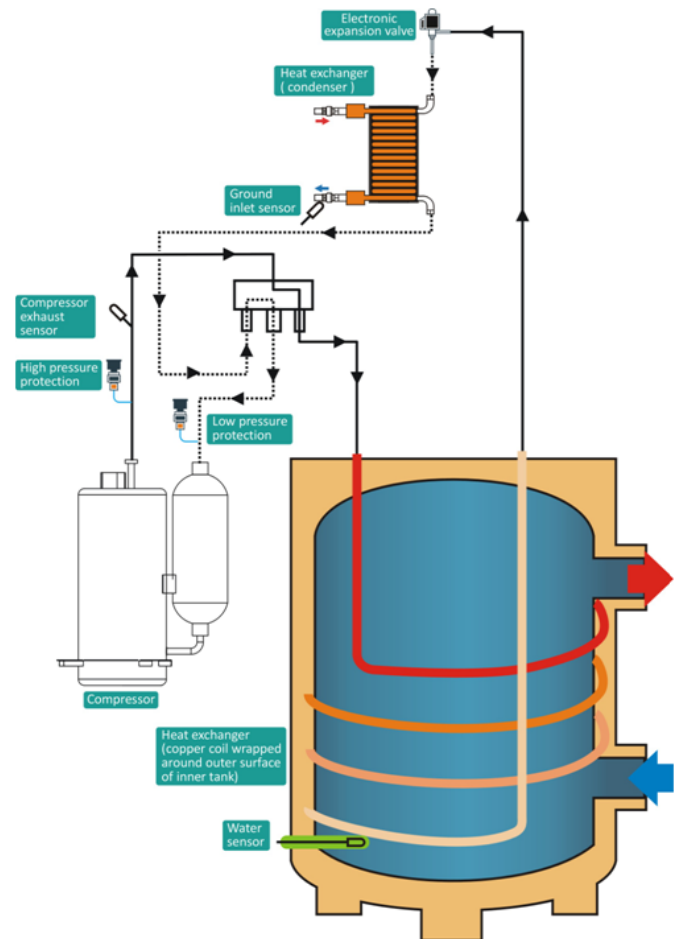 Electronic
expansion valve
Heat exchanger
( condenser )
Ground
inlet sensor
Compressor
exhaust
sensor
High pressure
protection
Low pressure
protection
Compressor
Heat exchanger
(copper coil wrapped
around outer surface
of inner tank)
Water
sensor